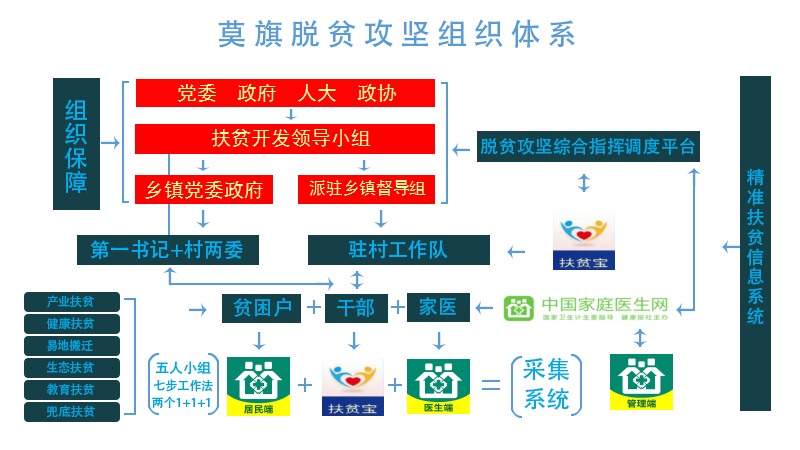 莫旗脱贫攻坚组织体系
组织保障
党委 政府 人大 政协
扶贫开发领导小组
乡镇党委政府
派驻乡镇督导组
脱贫攻坚综合指挥调度平台
精准扶贫信息系统
第一书记+村两委
驻村工作队
扶贫宝
贫困户
+
干部
+
家医
中国家庭医生网
国家卫生计生委指导 健康报社主办
产业扶贫
健康扶贫
易地搬迁
生态扶贫
教育扶贫
兜底扶贫
五人小组
七步工作法
两个1+1+1
居民端
+
扶贫宝
+
医生端
=
采集
系统
管理端